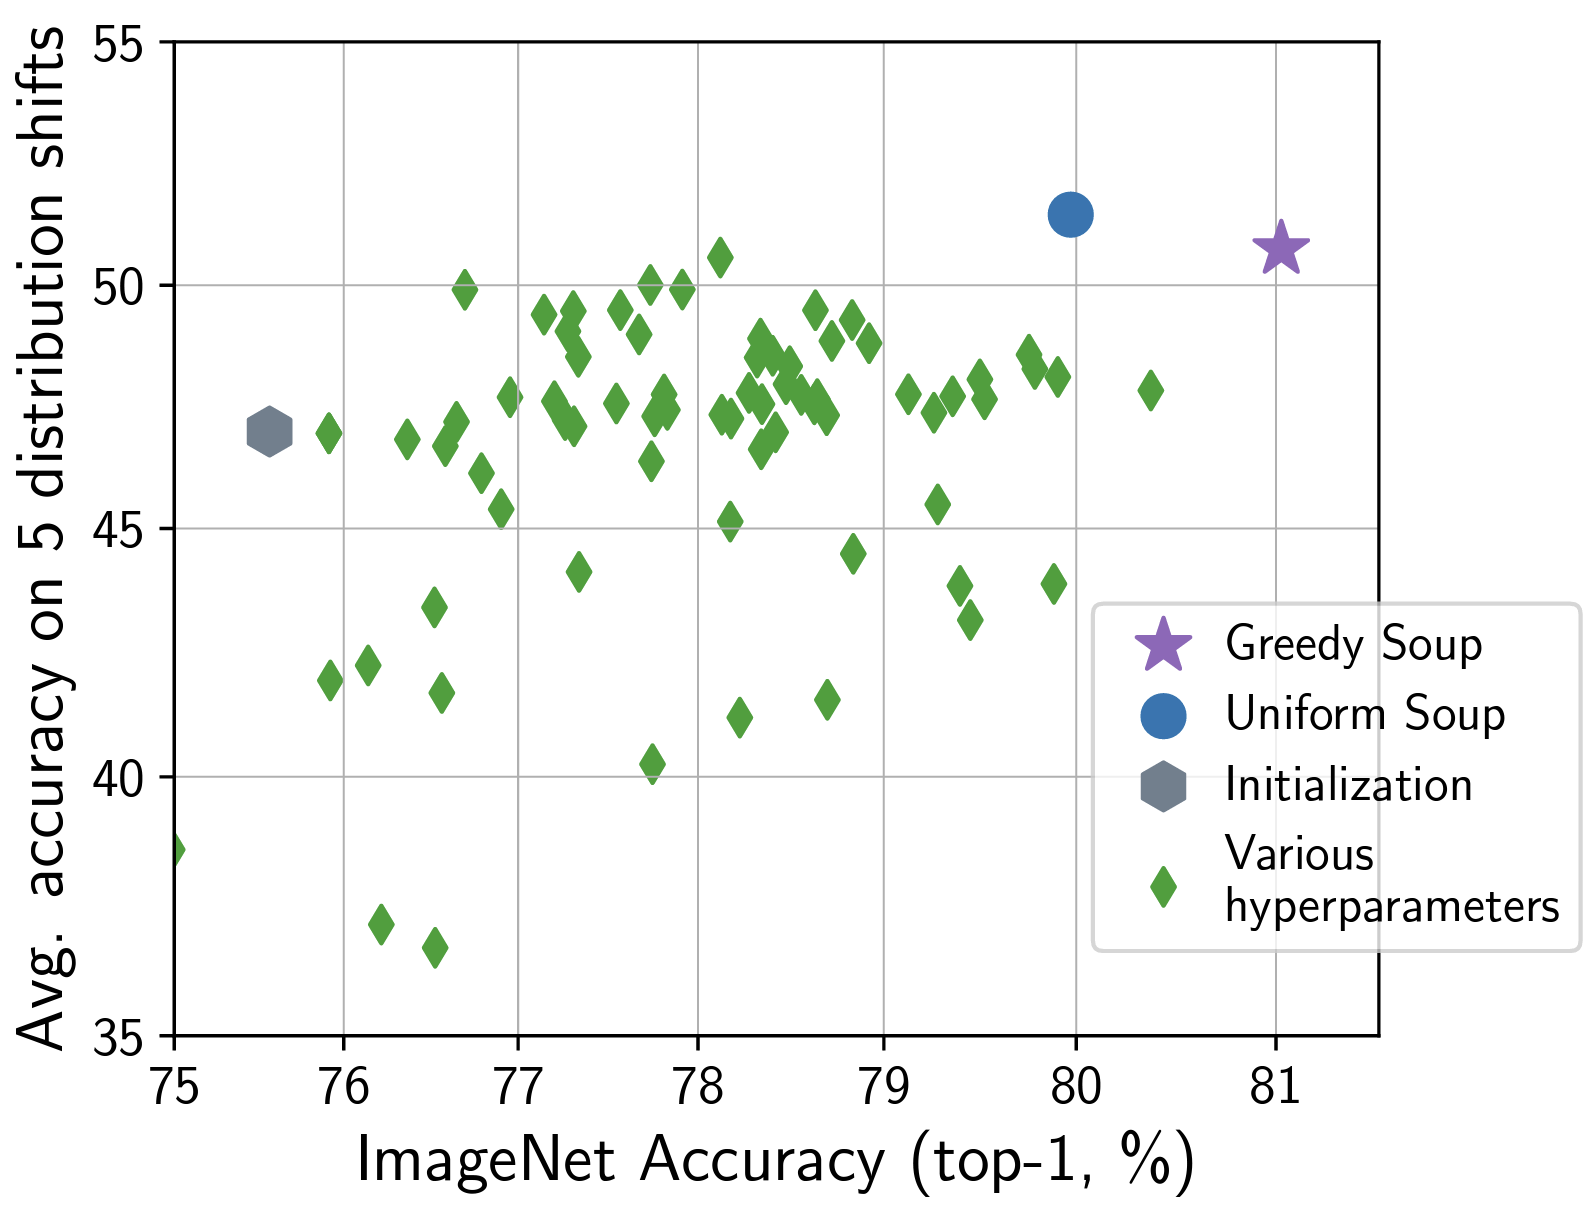 Avg. accuracy on 5 distribution shifts
55
50
45
40
35
75 76 77 78 79 80 81
ImageNet Accuracy (top-1, %)
Greedy Soup
Uniform Soup
Initialization
Various
hyperparameters